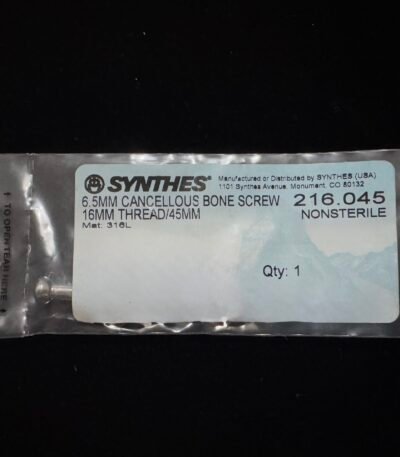 SYNTHES®
Manufactured or Distributed by SYNTHES (USA)
1101 Synthes Avenue, Monument, CO 80132
6.5MM CANCELLOUS BONE SCREW
16MM THREAD/45MM
Mat: 316L
216.045
NONSTERILE
Qty: 1
TO OPEN TEAR HERE